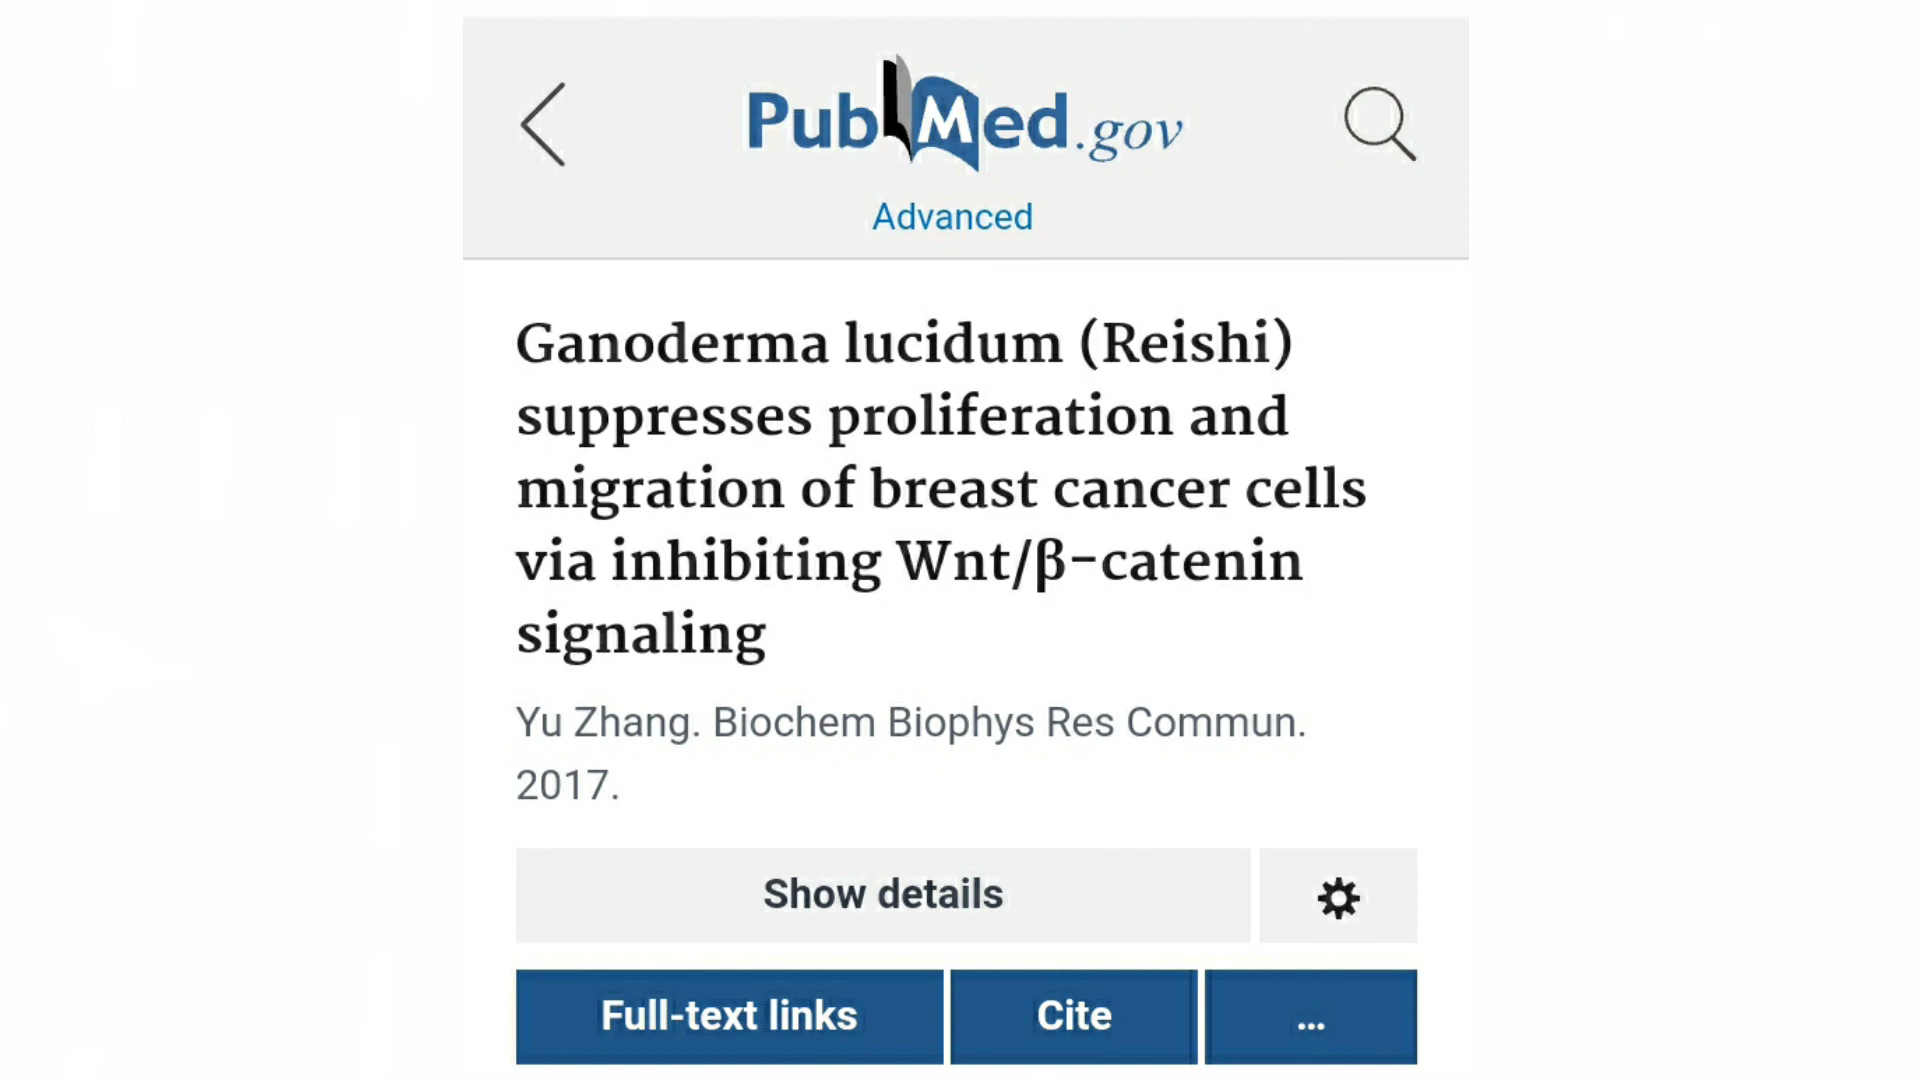 PubMed.gov
Advanced
Ganoderma lucidum (Reishi)
suppresses proliferation and
migration of breast cancer cells
via inhibiting Wnt/β-catenin
signaling
Yu Zhang. Biochem Biophys Res Commun.
2017.
Show details
Full-text links
Cite
...